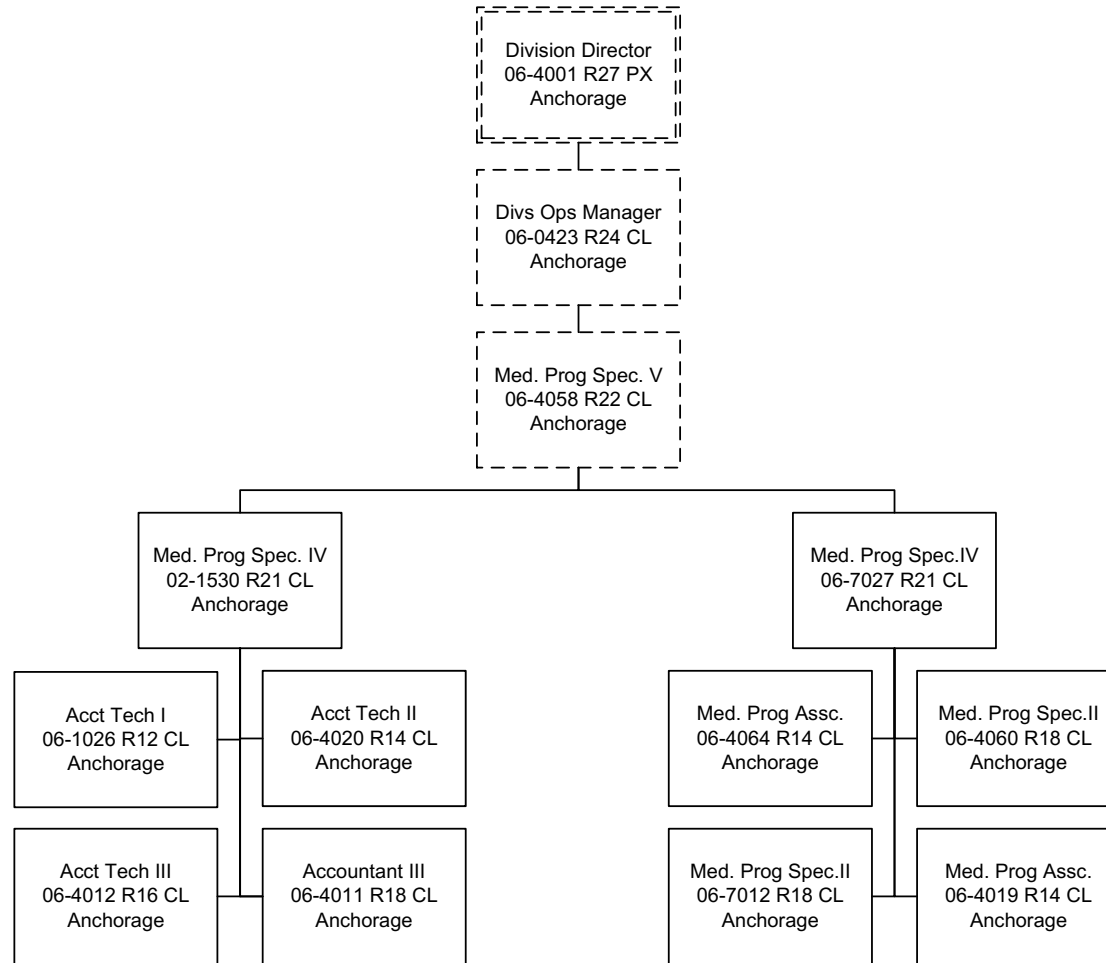 Division Director
06-4001 R27 PX
Anchorage
Divs Ops Manager
06-0423 R24 CL
Anchorage
Med. Prog Spec. V
06-4058 R22 CL
Anchorage
Med. Prog Spec. IV
02-1530 R21 CL
Anchorage
Med. Prog Spec.IV
06-7027 R21 CL
Anchorage
Acct Tech I
06-1026 R12 CL
Anchorage
Acct Tech II
06-4020 R14 CL
Anchorage
Med. Prog Assc.
06-4064 R14 CL
Anchorage
Med. Prog Spec.II
06-4060 R18 CL
Anchorage
Acct Tech III
06-4012 R16 CL
Anchorage
Accountant III
06-4011 R18 CL
Anchorage
Med. Prog Spec.II
06-7012 R18 CL
Anchorage
Med. Prog Assc.
06-4019 R14 CL
Anchorage